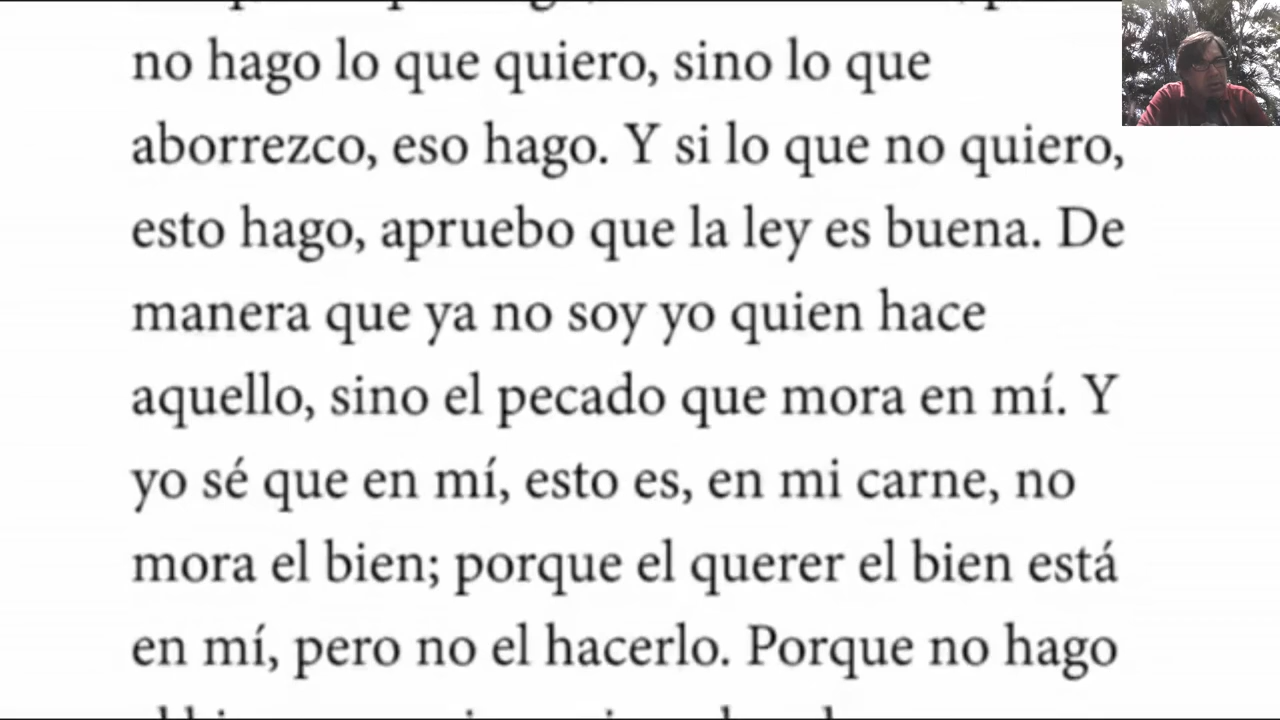 no hago lo que quiero, sino lo que
aborrezco, eso hago. Y si lo que no quiero,
esto hago, apruebo que la ley es buena. De
manera que ya no soy yo quien hace
aquello, sino el pecado que mora en mí. Y
yo sé que en mí, esto es, en mi carne, no
mora el bien; porque el querer el bien está
en mí, pero no el hacerlo. Porque no hago